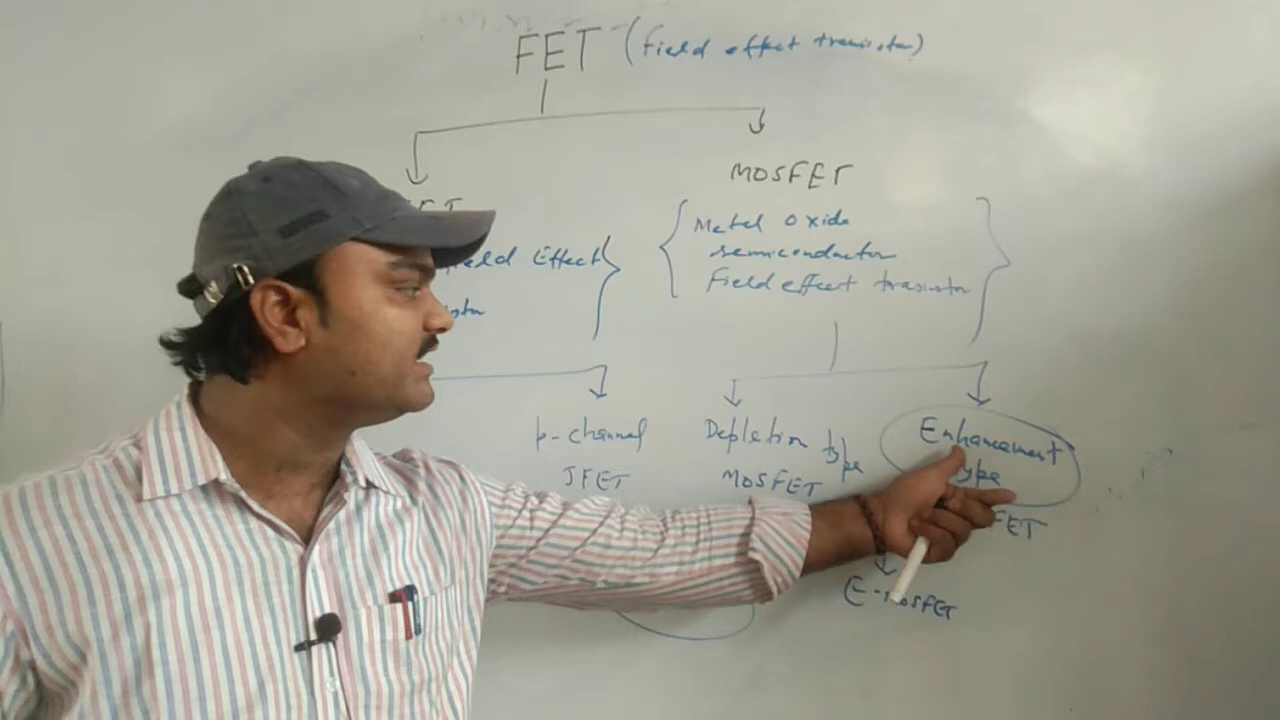 FET (Field effect transistor)
MOSFET
Metal oxide
semiconductor
Field effect transistor
Field Effect
p-channel
JFET
Depletion type
MOSFET
Enhancement
type
FET
E-MOSFET